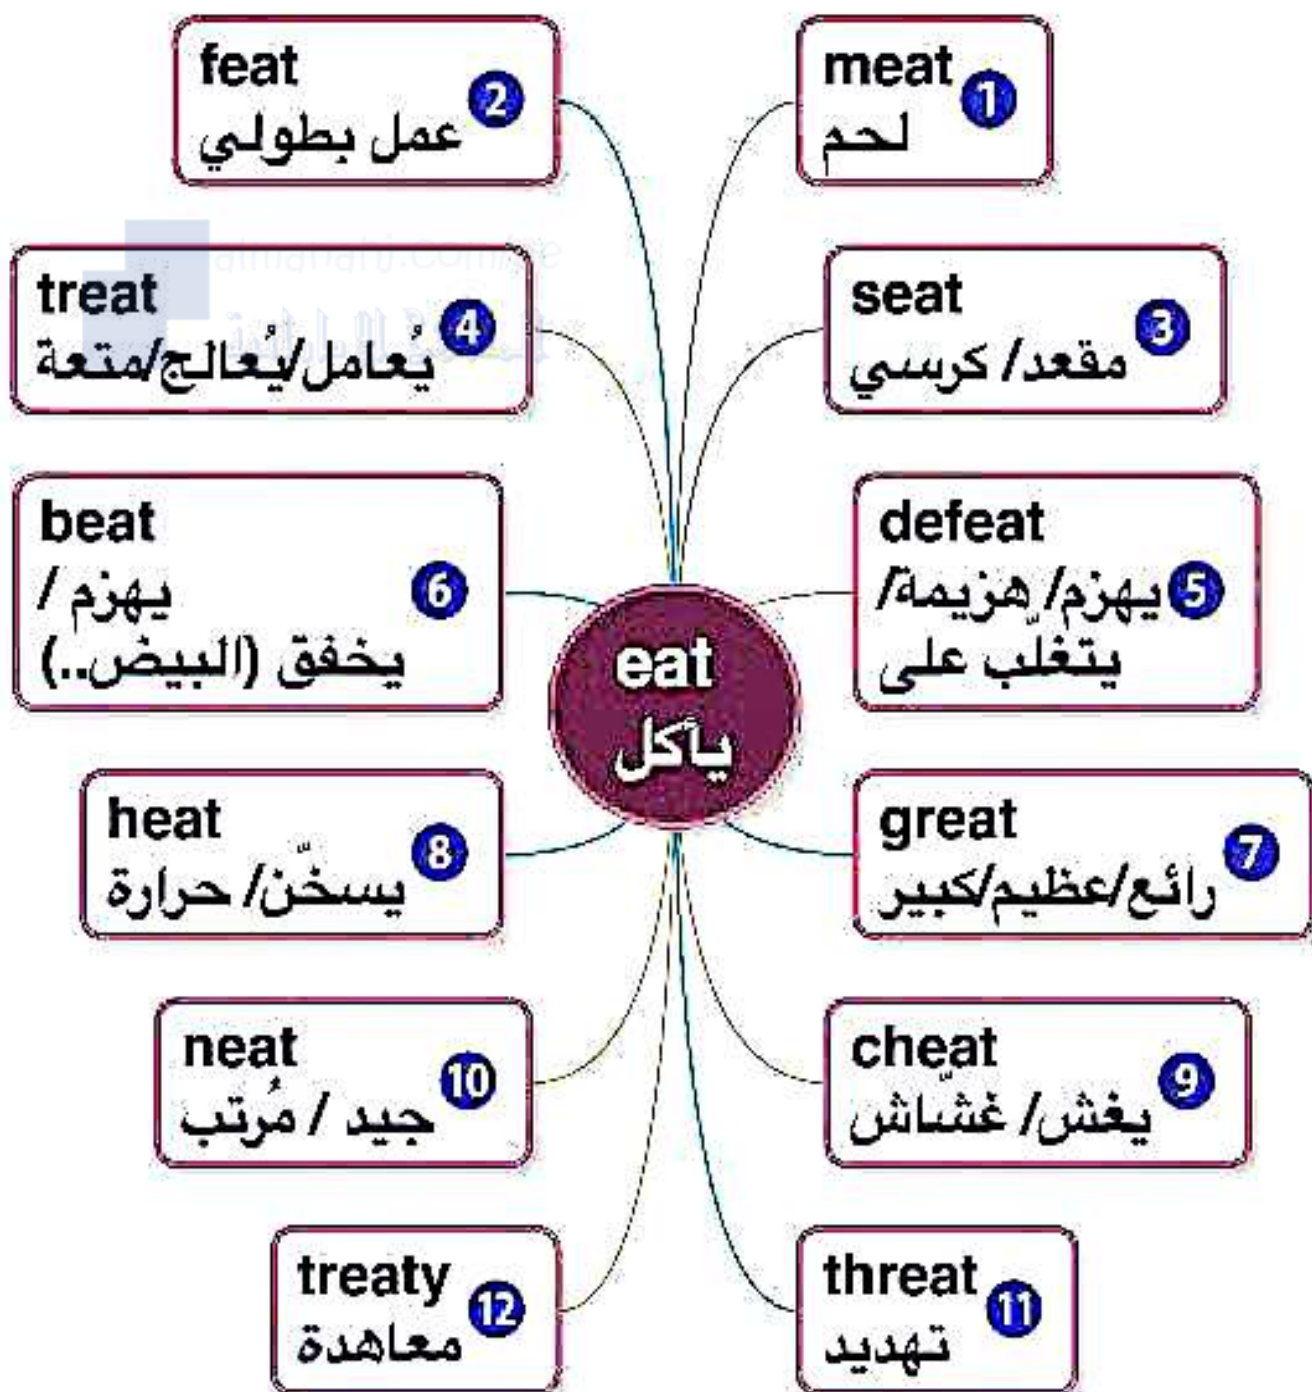 eat
يأكل
meat
1
لحم
feat
2
عمل بطولي
seat
3
مقعد/ كرسي
treat
4
يُعامل/يُعالج/متعة
defeat
5
يهزم/ هزيمة/
يتغلّب على
beat
6
يهزم /
يخفق (البيض..)
great
7
رائع/عظيم/كبير
heat
8
يسخّن/ حرارة
cheat
9
يغش/ غشّاش
neat
10
جيد / مُرتب
threat
11
تهديد
treaty
12
معاهدة